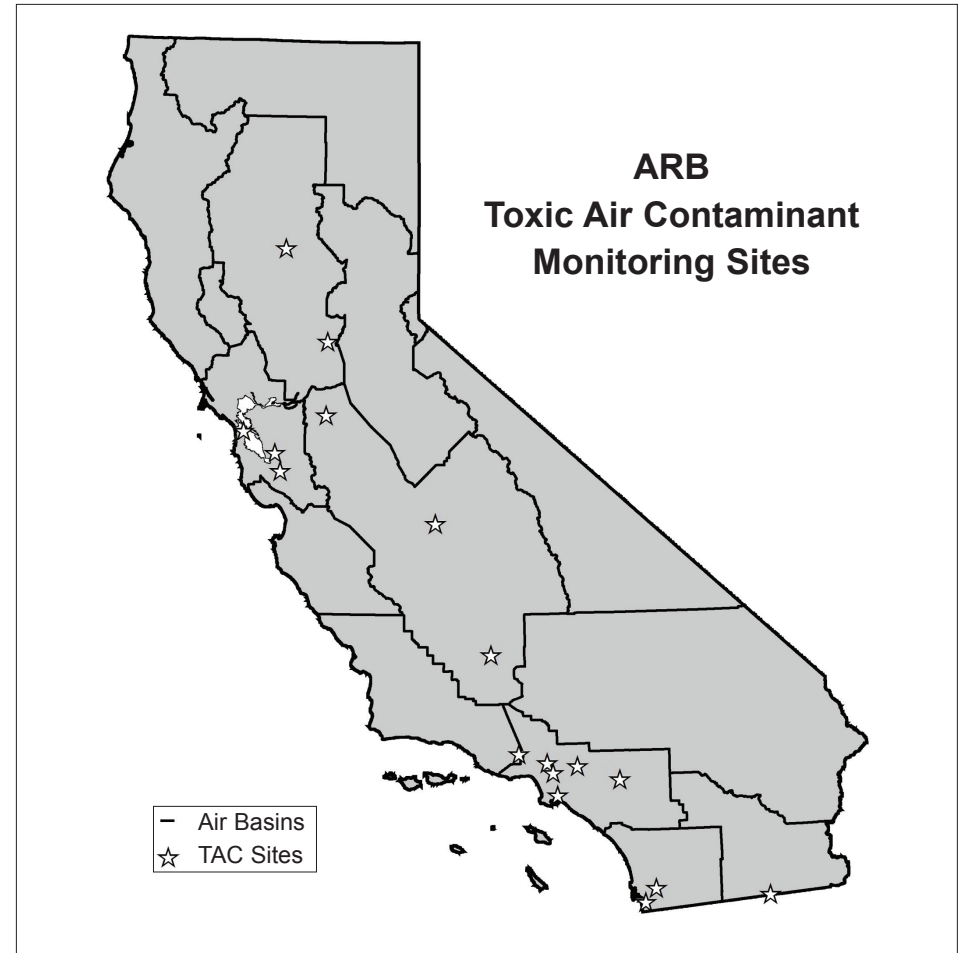 ARB
Toxic Air Contaminant
Monitoring Sites
Air Basins
TAC Sites